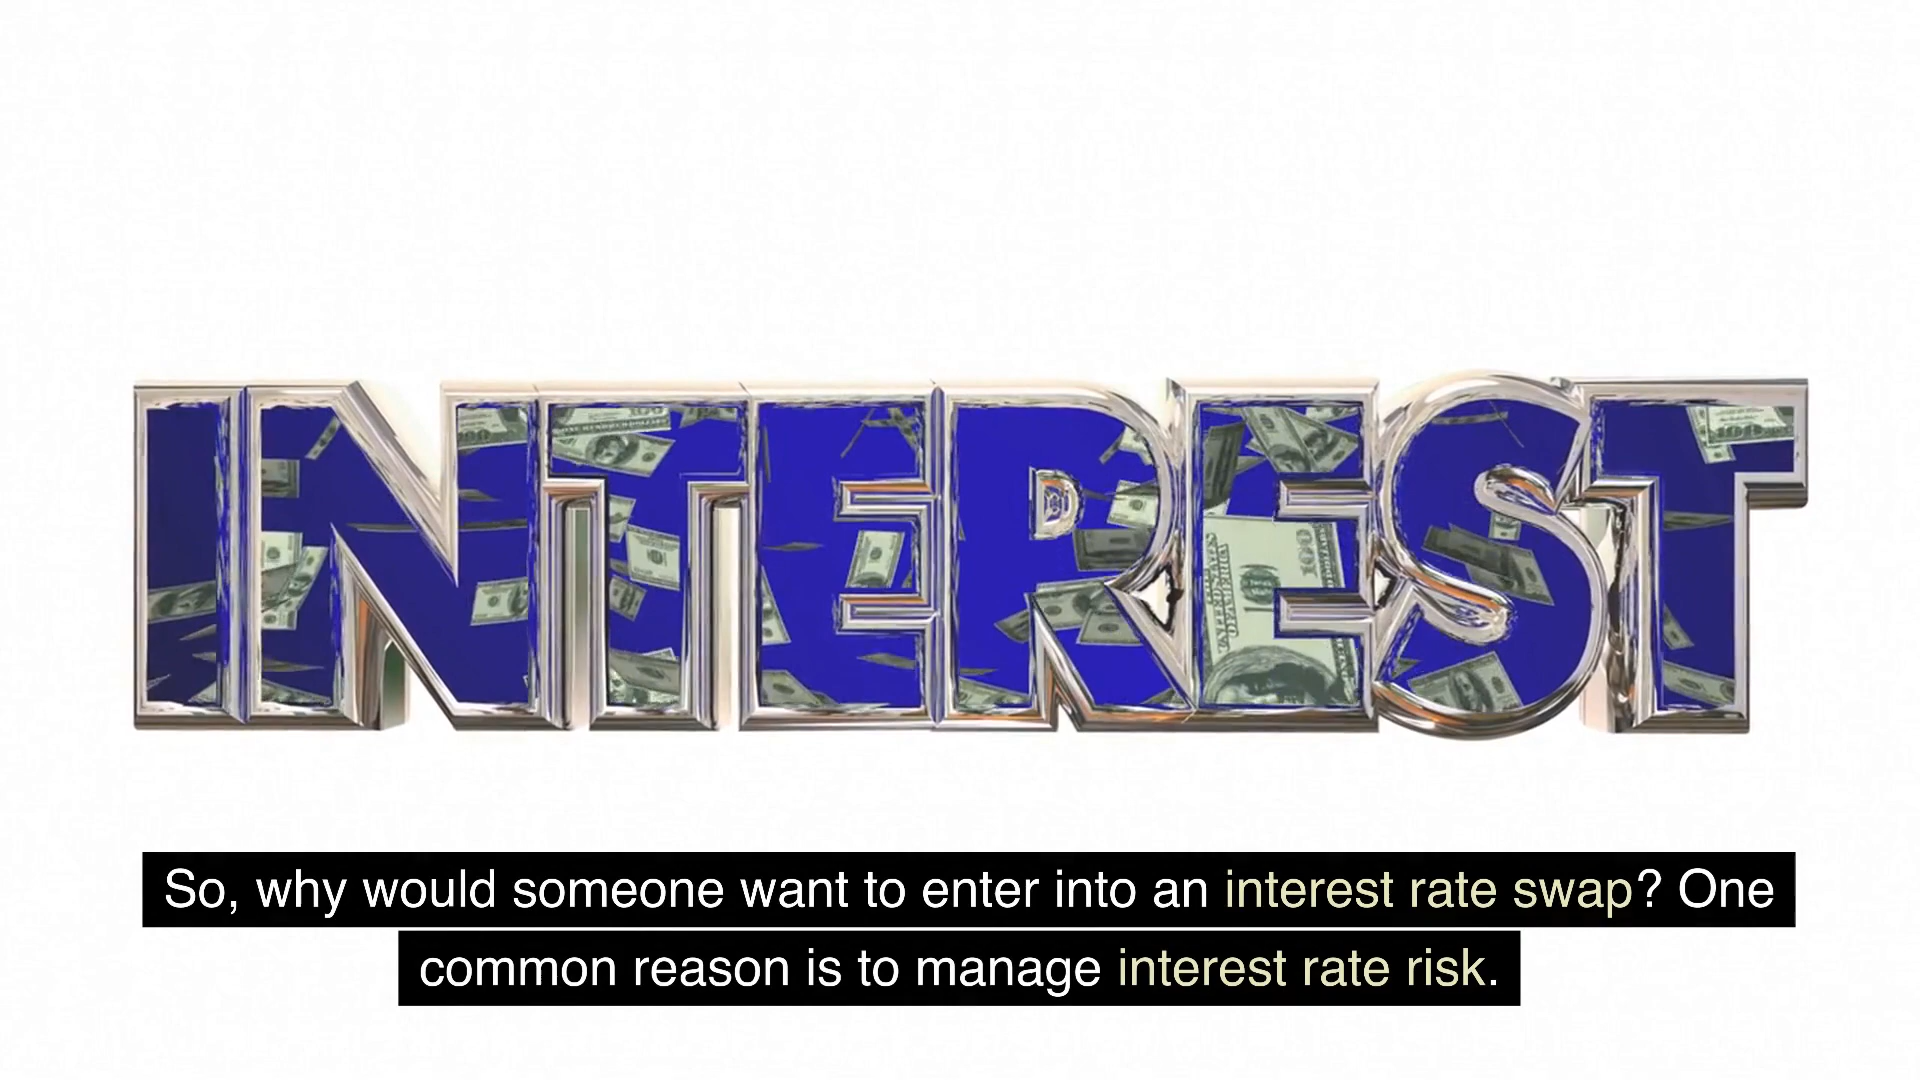 INTEREST
So, why would someone want to enter into an interest rate swap? One
common reason is to manage interest rate risk.